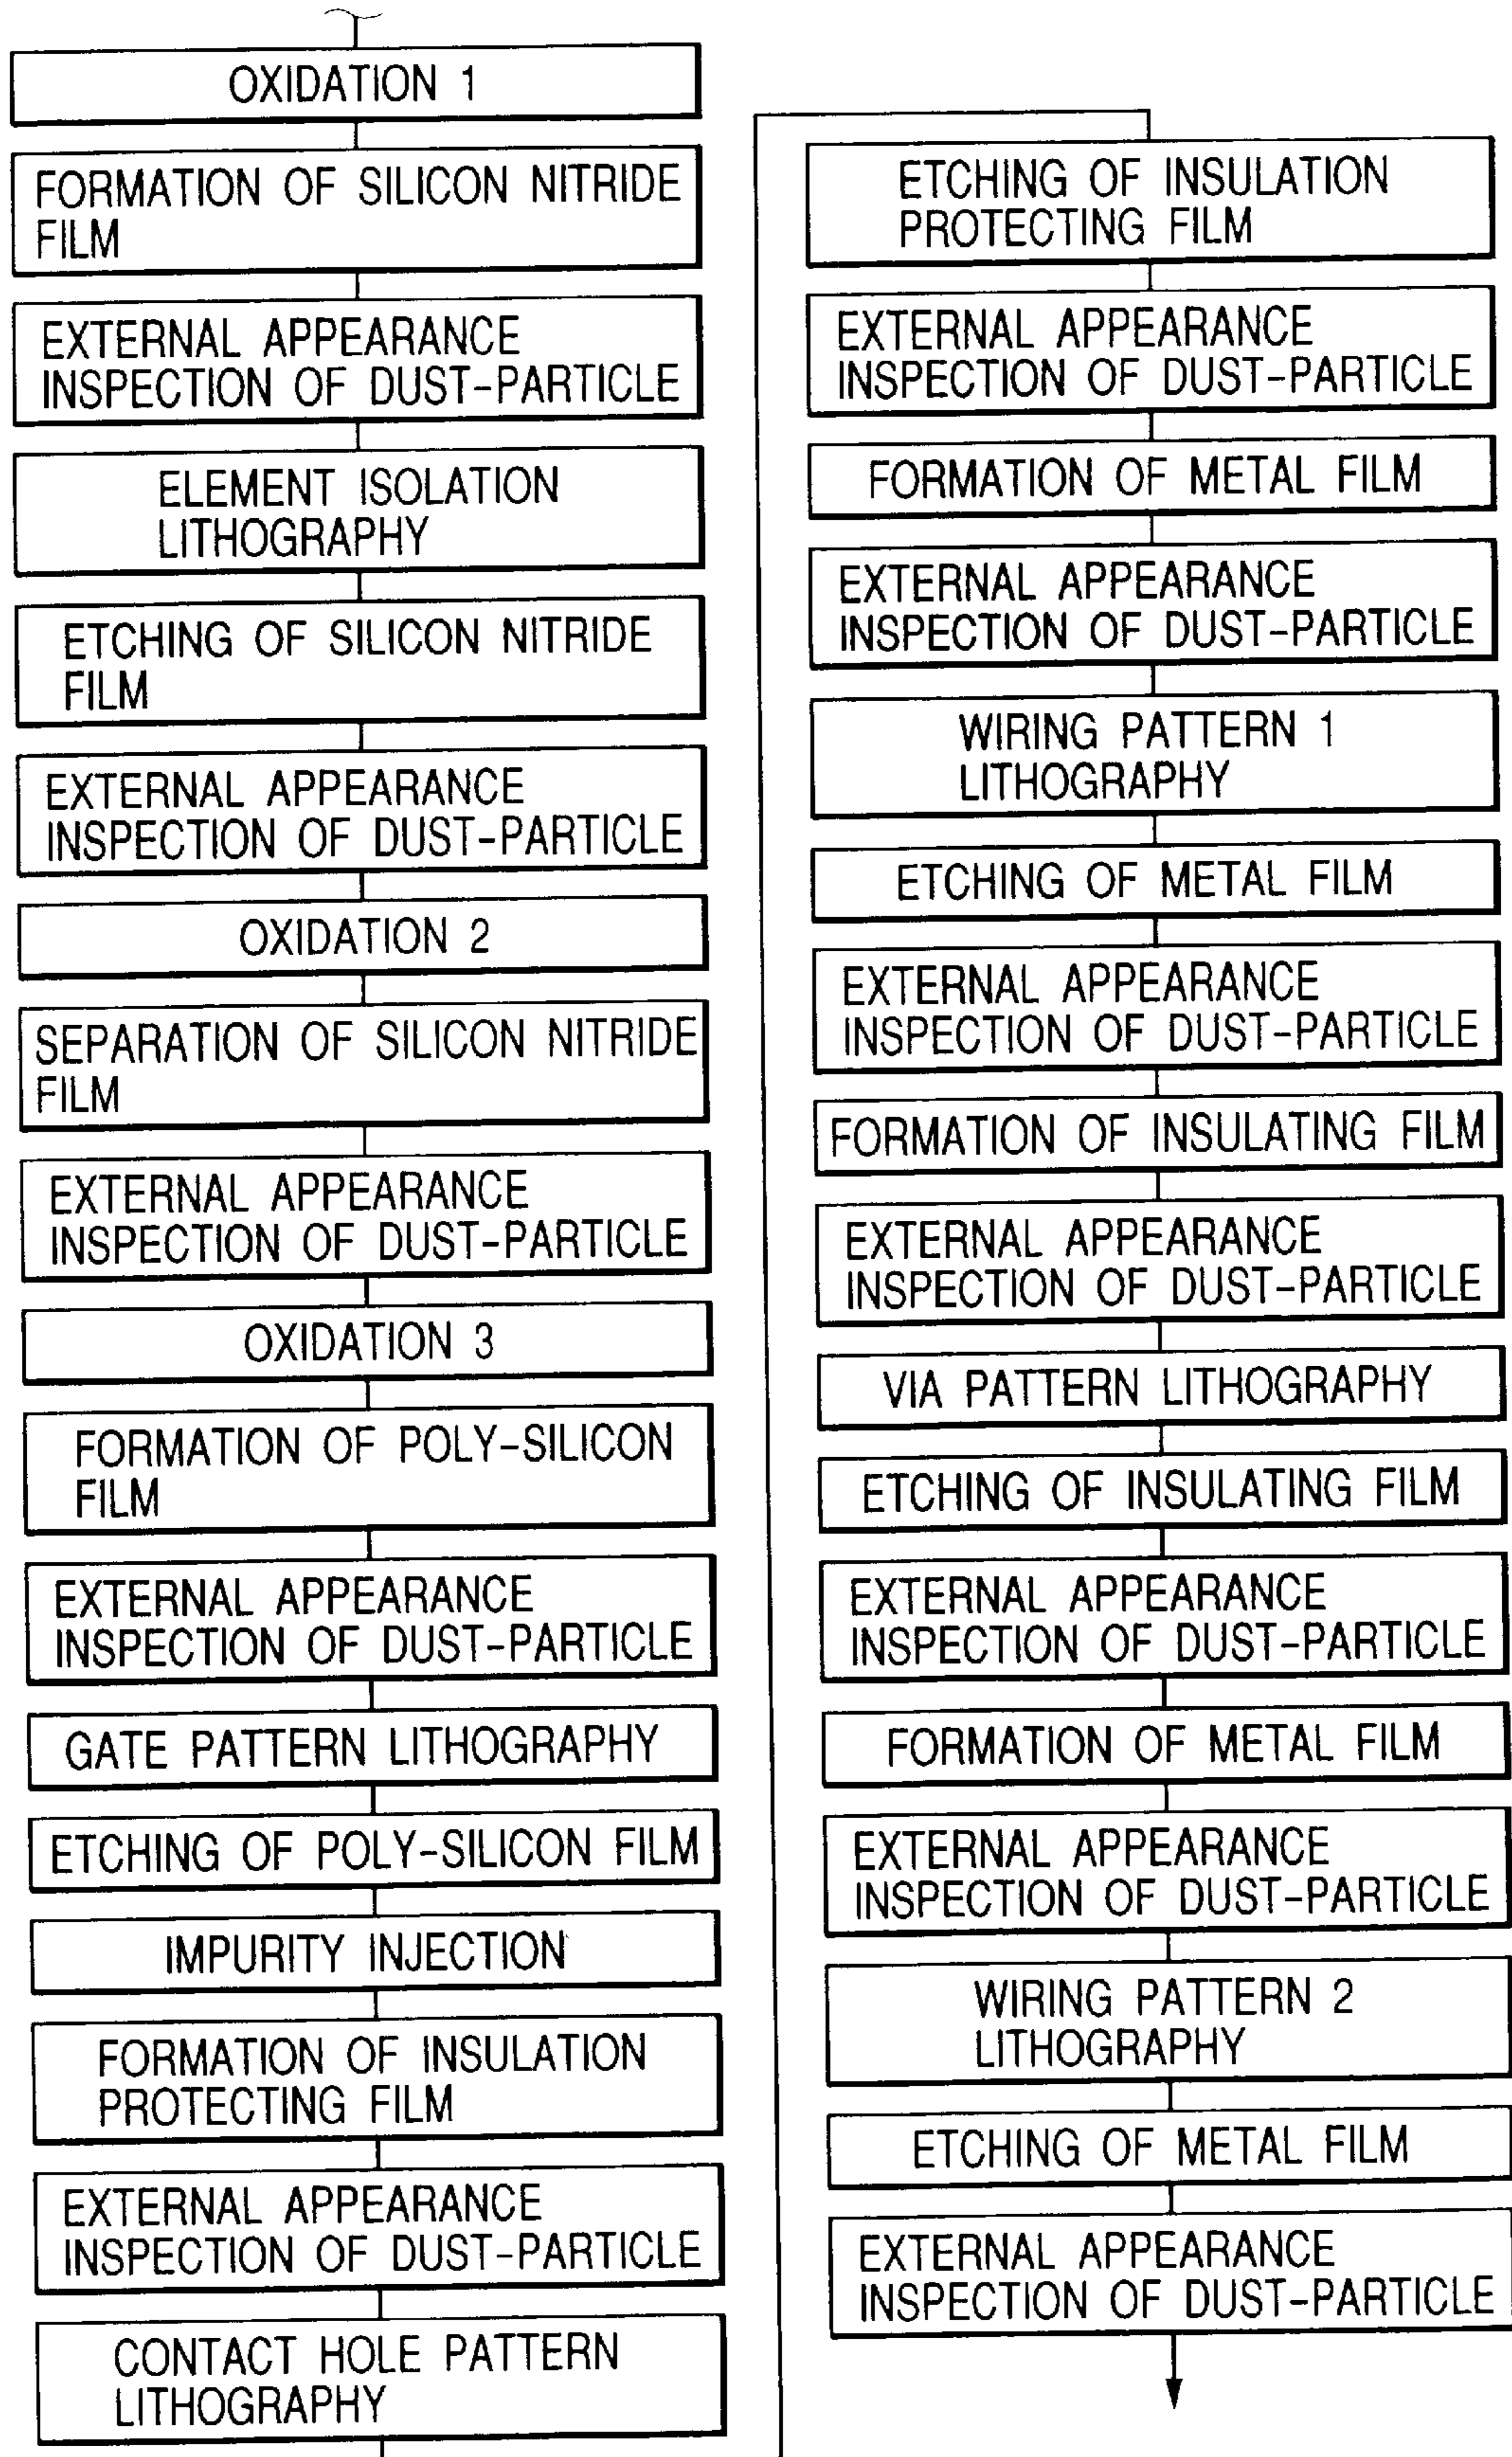 OXIDATION 1
FORMATION OF SILICON NITRIDE
FILM
EXTERNAL APPEARANCE
INSPECTION OF DUST-PARTICLE
ELEMENT ISOLATION
LITHOGRAPHY
ETCHING OF SILICON NITRIDE
FILM
EXTERNAL APPEARANCE
INSPECTION OF DUST-PARTICLE
OXIDATION 2
SEPARATION OF SILICON NITRIDE
FILM
EXTERNAL APPEARANCE
INSPECTION OF DUST-PARTICLE
OXIDATION 3
FORMATION OF POLY-SILICON
FILM
EXTERNAL APPEARANCE
INSPECTION OF DUST-PARTICLE
GATE PATTERN LITHOGRAPHY
ETCHING OF POLY-SILICON FILM
IMPURITY INJECTION
FORMATION OF INSULATION
PROTECTING FILM
EXTERNAL APPEARANCE
INSPECTION OF DUST-PARTICLE
CONTACT HOLE PATTERN
LITHOGRAPHY
ETCHING OF INSULATION
PROTECTING FILM
EXTERNAL APPEARANCE
INSPECTION OF DUST-PARTICLE
FORMATION OF METAL FILM
EXTERNAL APPEARANCE
INSPECTION OF DUST-PARTICLE
WIRING PATTERN 1
LITHOGRAPHY
ETCHING OF METAL FILM
EXTERNAL APPEARANCE
INSPECTION OF DUST-PARTICLE
FORMATION OF INSULATING FILM
EXTERNAL APPEARANCE
INSPECTION OF DUST-PARTICLE
VIA PATTERN LITHOGRAPHY
ETCHING OF INSULATING FILM
EXTERNAL APPEARANCE
INSPECTION OF DUST-PARTICLE
FORMATION OF METAL FILM
EXTERNAL APPEARANCE
INSPECTION OF DUST-PARTICLE
WIRING PATTERN 2
LITHOGRAPHY
ETCHING OF METAL FILM
EXTERNAL APPEARANCE
INSPECTION OF DUST-PARTICLE